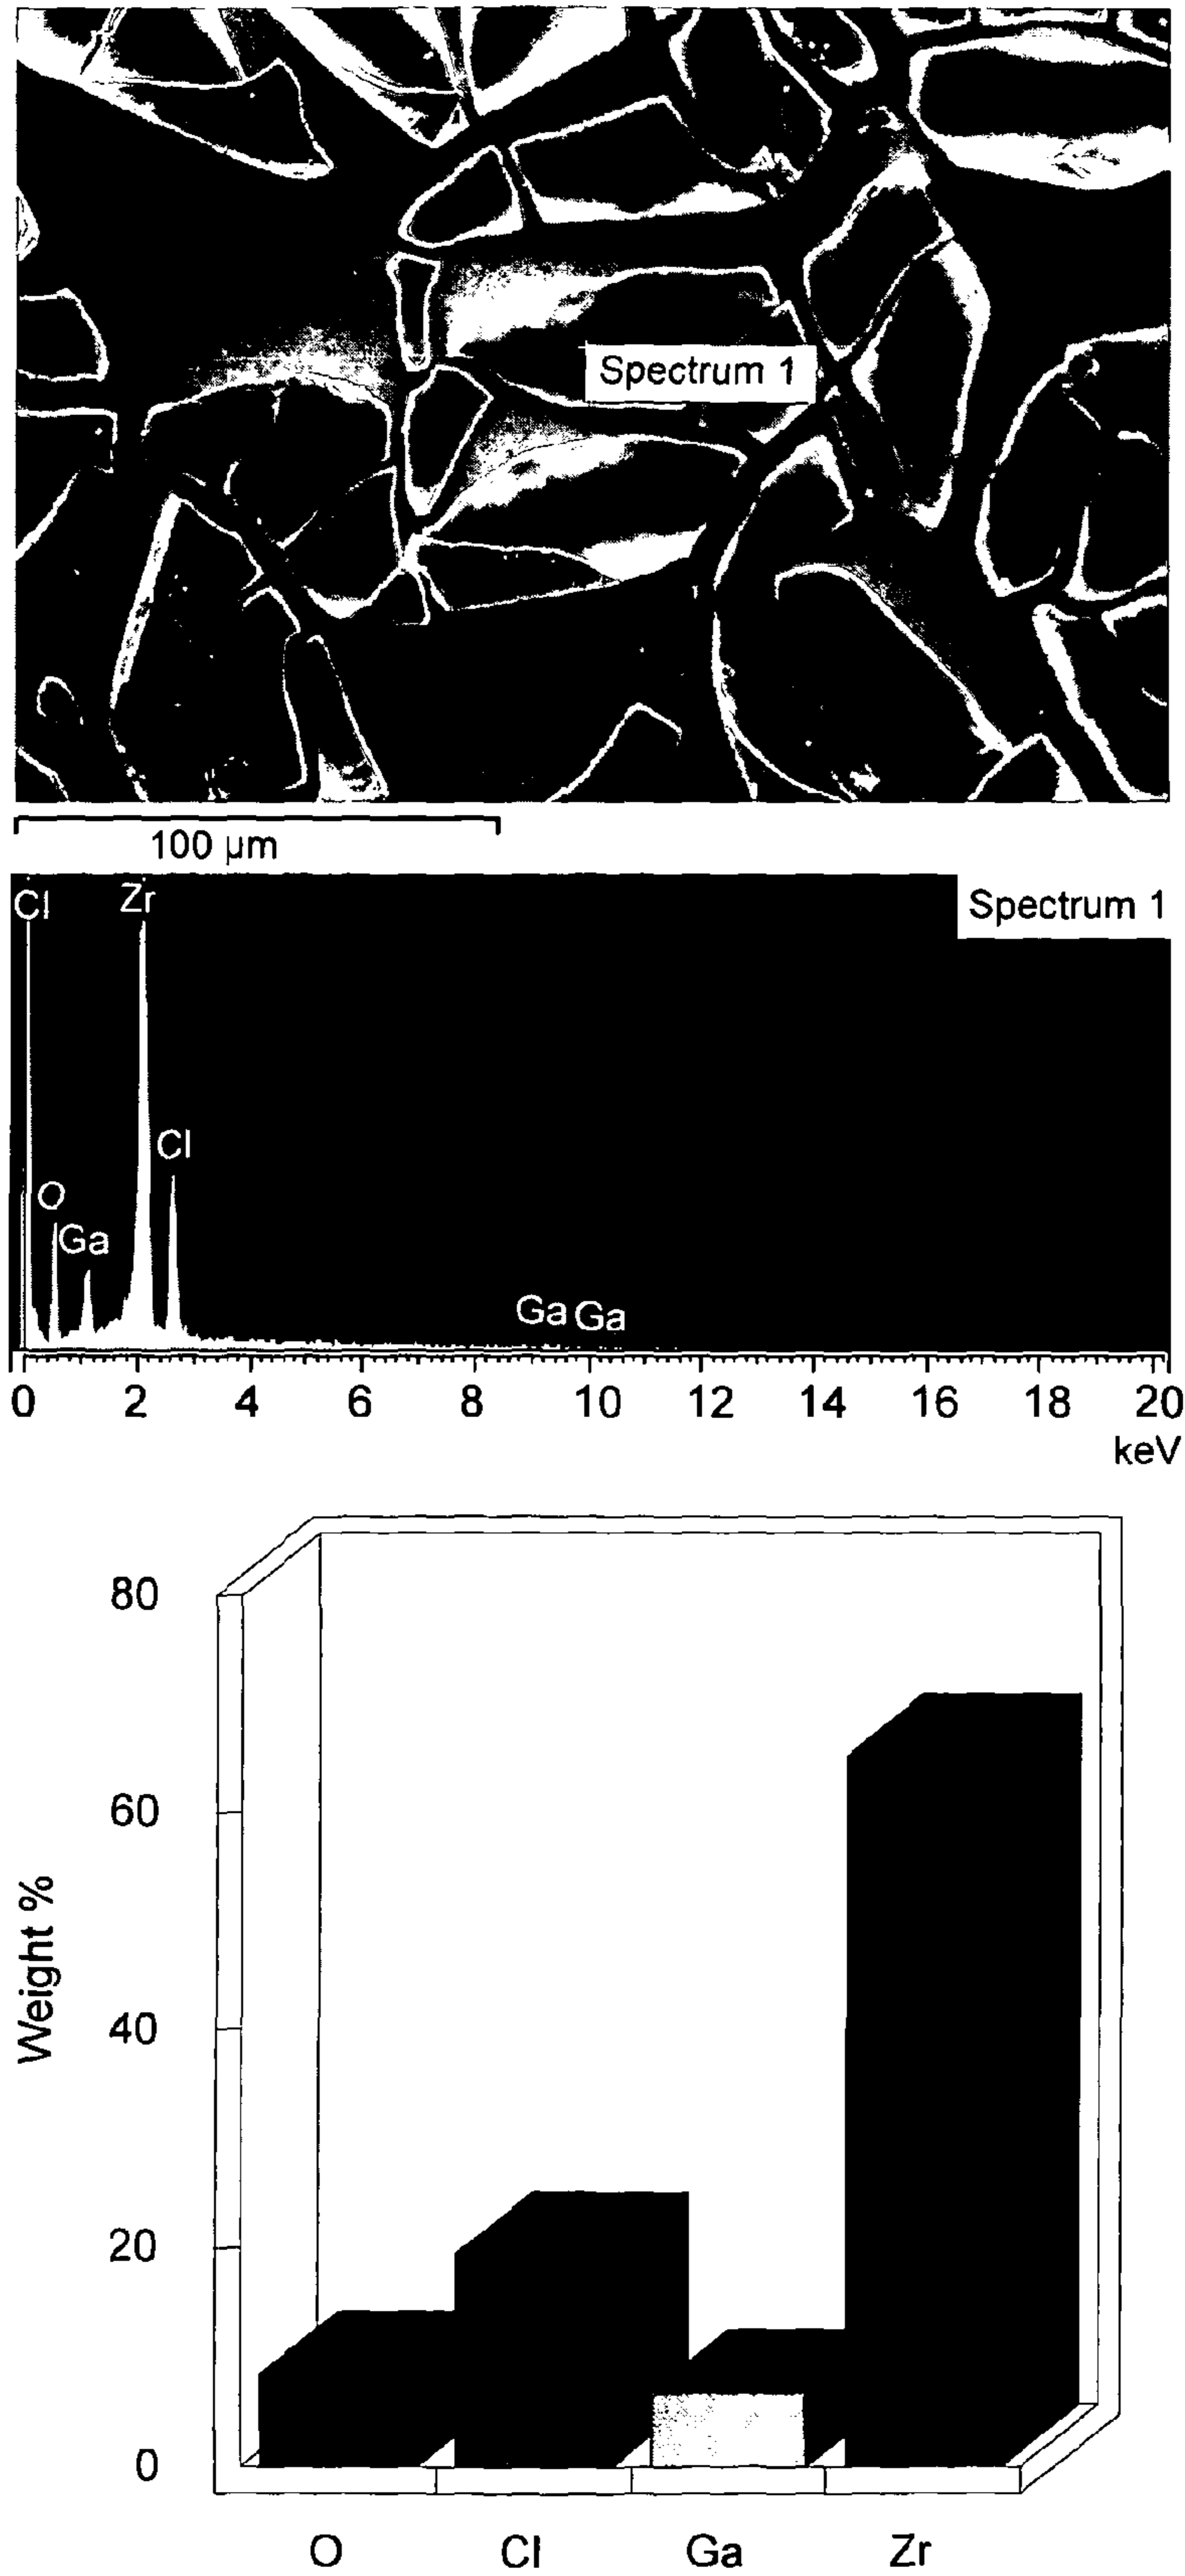 Spectrum 1
100 µm
Cl
Zr
Spectrum 1
Cl
O
Ga
Ga Ga
0 2 4 6 8 10 12 14 16 18 20
keV
80
60
40
20
0
Weight %
O Cl Ga Zr